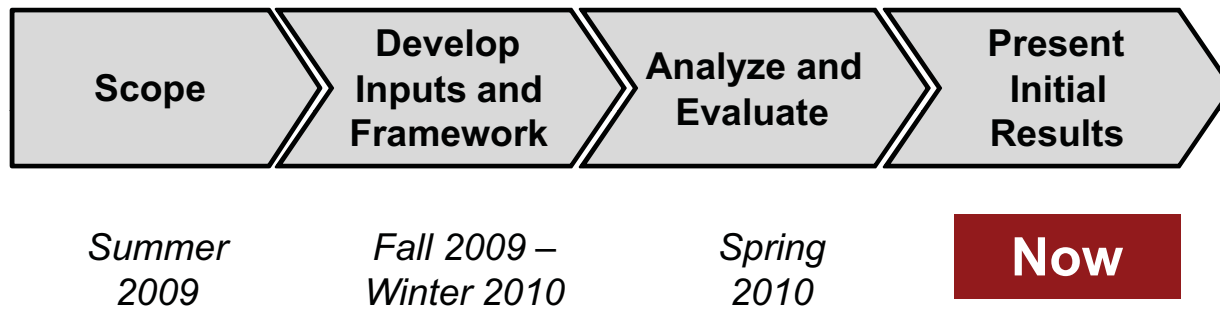 Scope
Develop
Inputs and
Framework
Analyze and
Evaluate
Present
Initial
Results
Summer
2009
Fall 2009 –
Winter 2010
Spring
2010
Now